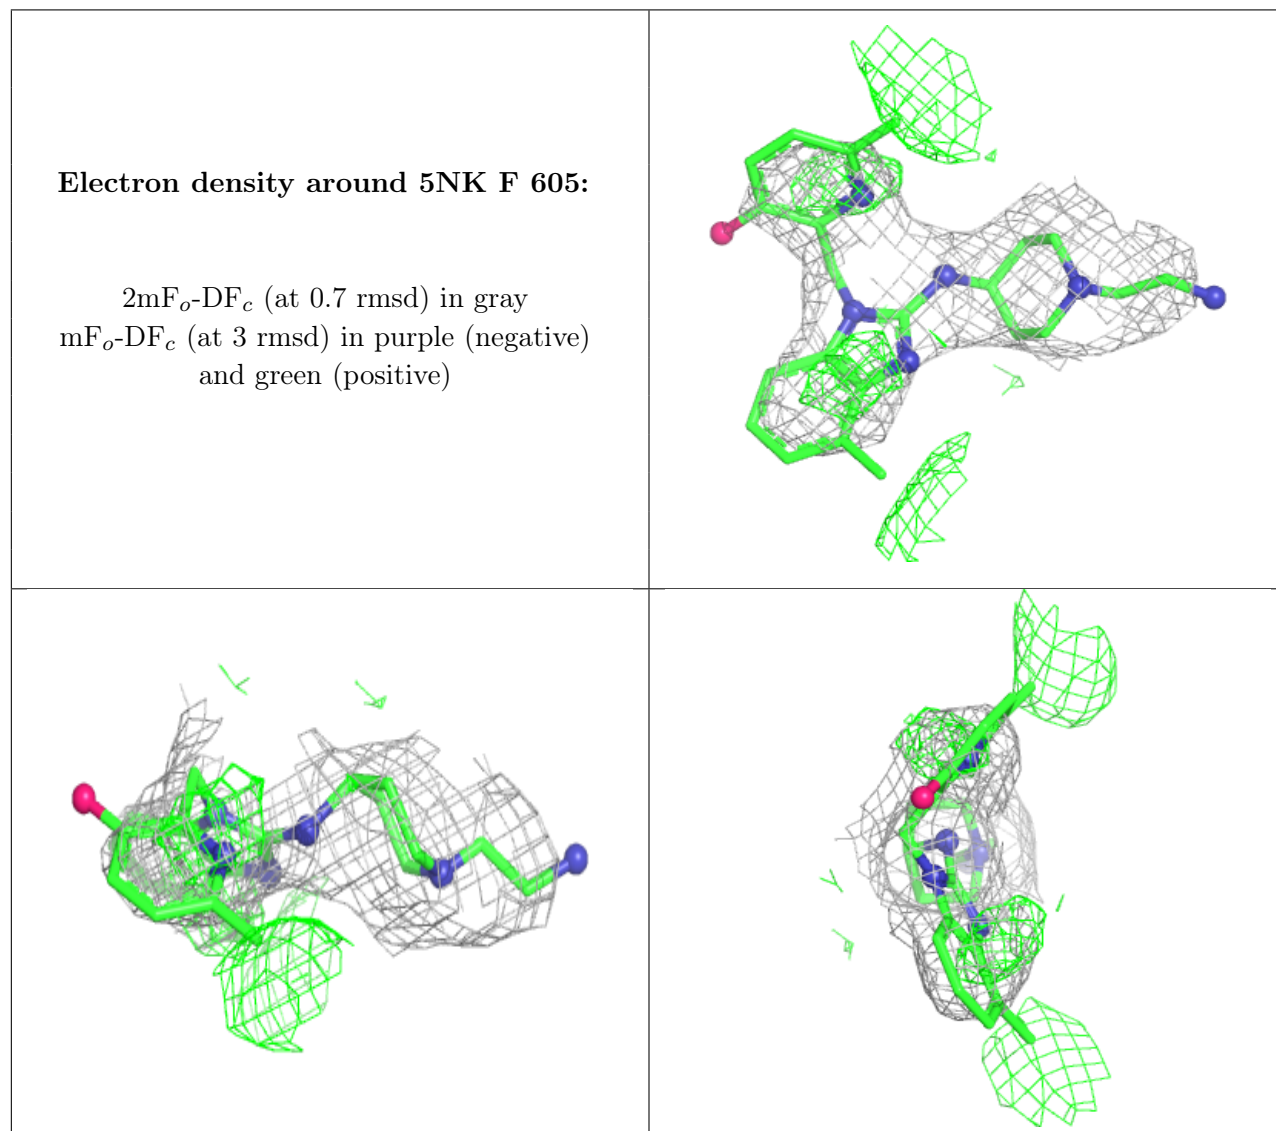 Electron density around 5NK F 605:
2mFo-DFc (at 0.7 rmsd) in gray
mFo-DFc (at 3 rmsd) in purple (negative)
and green (positive)